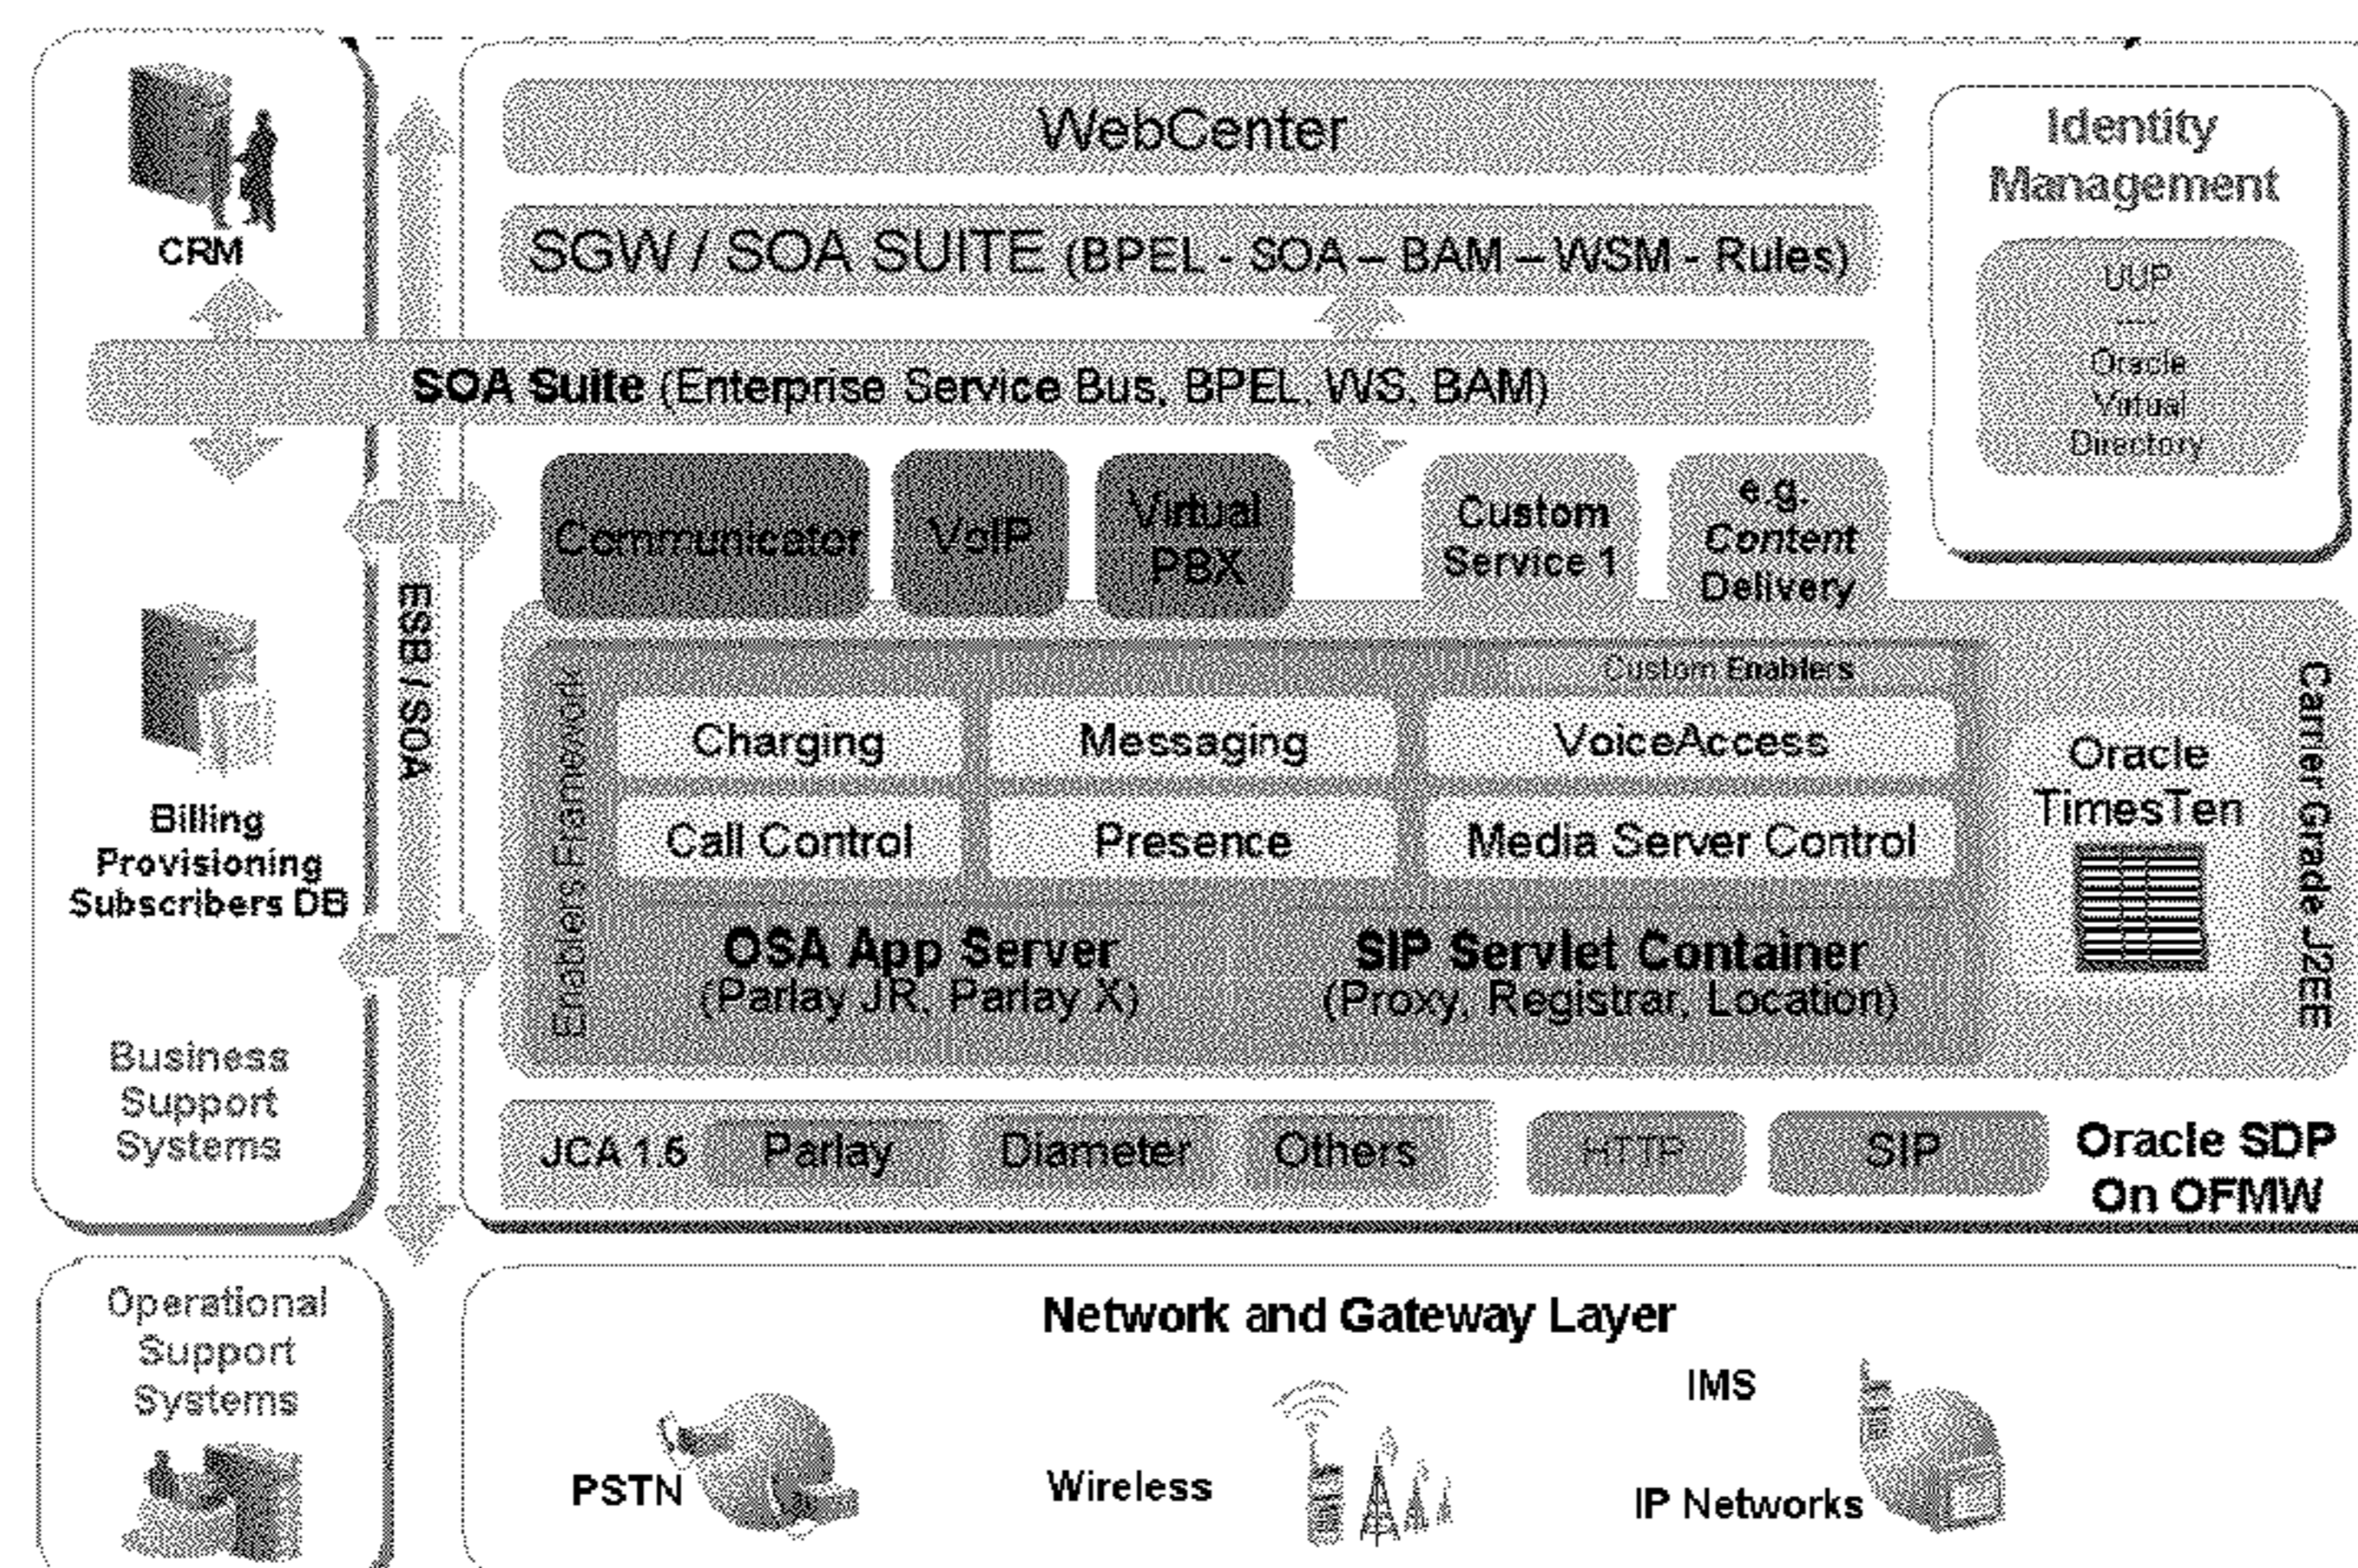 CRM
Billing
Provisioning
Subscribers DB
Business
Support
Systems
Operational
Support
Systems
ESB / SOA
WebCenter
SGW / SOA SUITE (BPEL - SOA – BAM – WSM - Rules)
SOA Suite (Enterprise Service Bus, BPEL, WS, BAM)
Identity
Management
UUP
----
Oracle
Virtual
Directory
Communicator
VoIP
Virtual
PBX
Custom
Service 1
e.g.
Content
Delivery
Enablers Framework
Custom Enablers
Charging
Messaging
VoiceAccess
Call Control
Presence
Media Server Control
OSA App Server
(Parlay JR, Parlay X)
SIP Servlet Container
(Proxy, Registrar, Location)
Oracle
TimesTen
Carrier Grade J2EE
JCA 1.5
Parlay
Diameter
Others
HTTP
SIP
Oracle SDP
On OFMW
Network and Gateway Layer
PSTN
Wireless
IMS
IP Networks